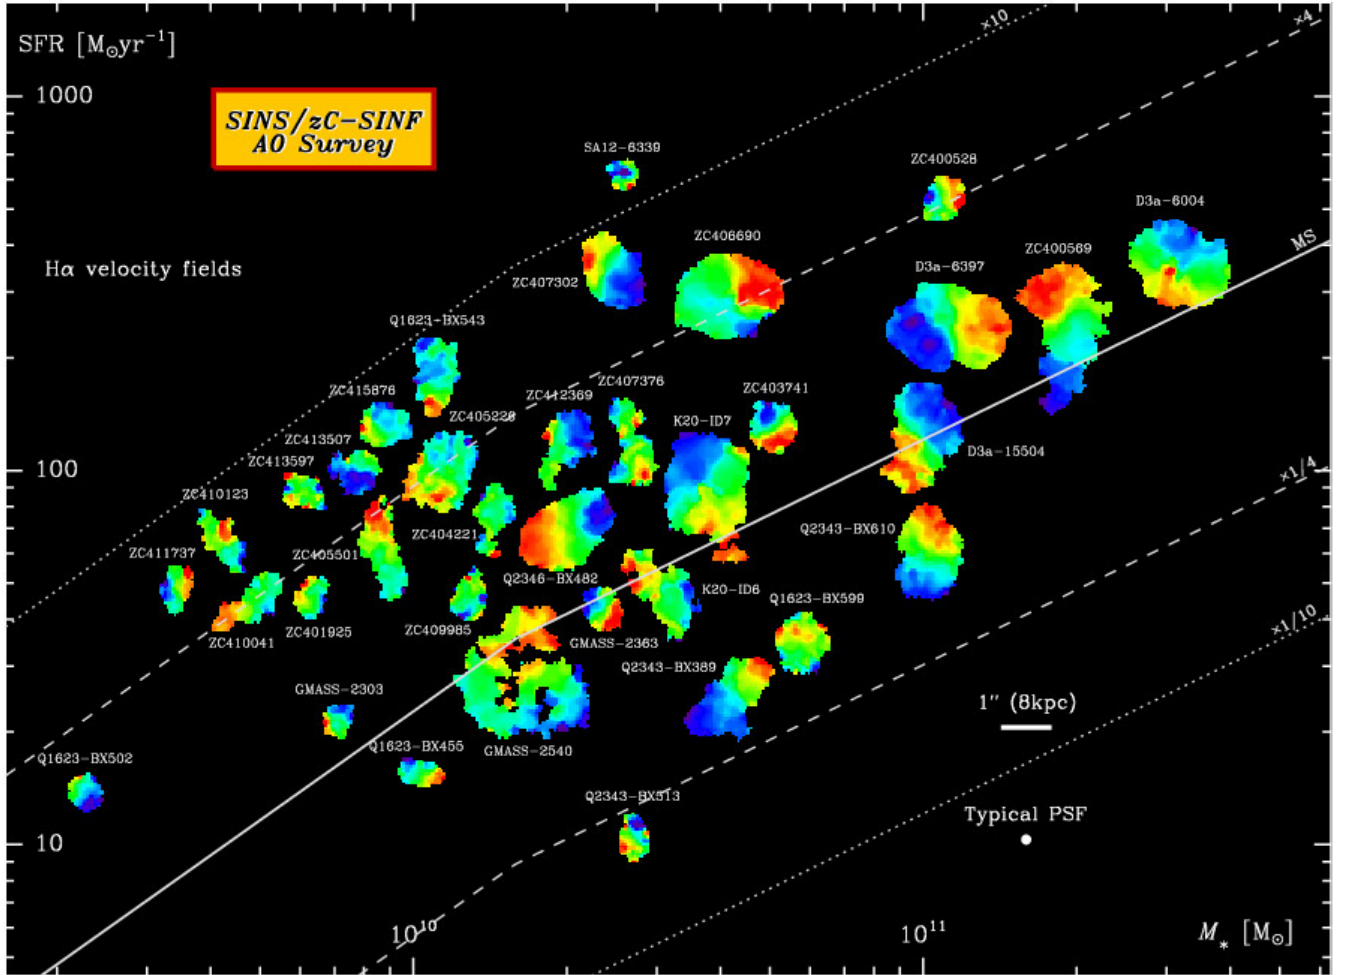 ×10
×4
SFR [M⊙yr⁻¹]
1000
SINS/zC-SINF
AO Survey
SA12-6339
ZC400528
D3a-6004
ZC406690
MS
ZC400569
Hα velocity fields
D3a-6397
ZC407302
Q1623-BX543
ZC407376
ZC415876
ZC412369
ZC403741
ZC405226
K20-ID7
ZC413507
D3a-15504
ZC413597
100
×1/4
ZC410123
Q2343-BX610
ZC404221
ZC411737
ZC405501
Q2346-BX482
K20-ID6
Q1623-BX599
ZC401925
ZC409985
×1/10
ZC410041
GMASS-2363
Q2343-BX389
GMASS-2303
1" (8kpc)
Q1623-BX455
GMASS-2540
Q1623-BX502
Q2343-BX513
Typical PSF
10
10¹⁰
10¹¹
M* [M⊙]